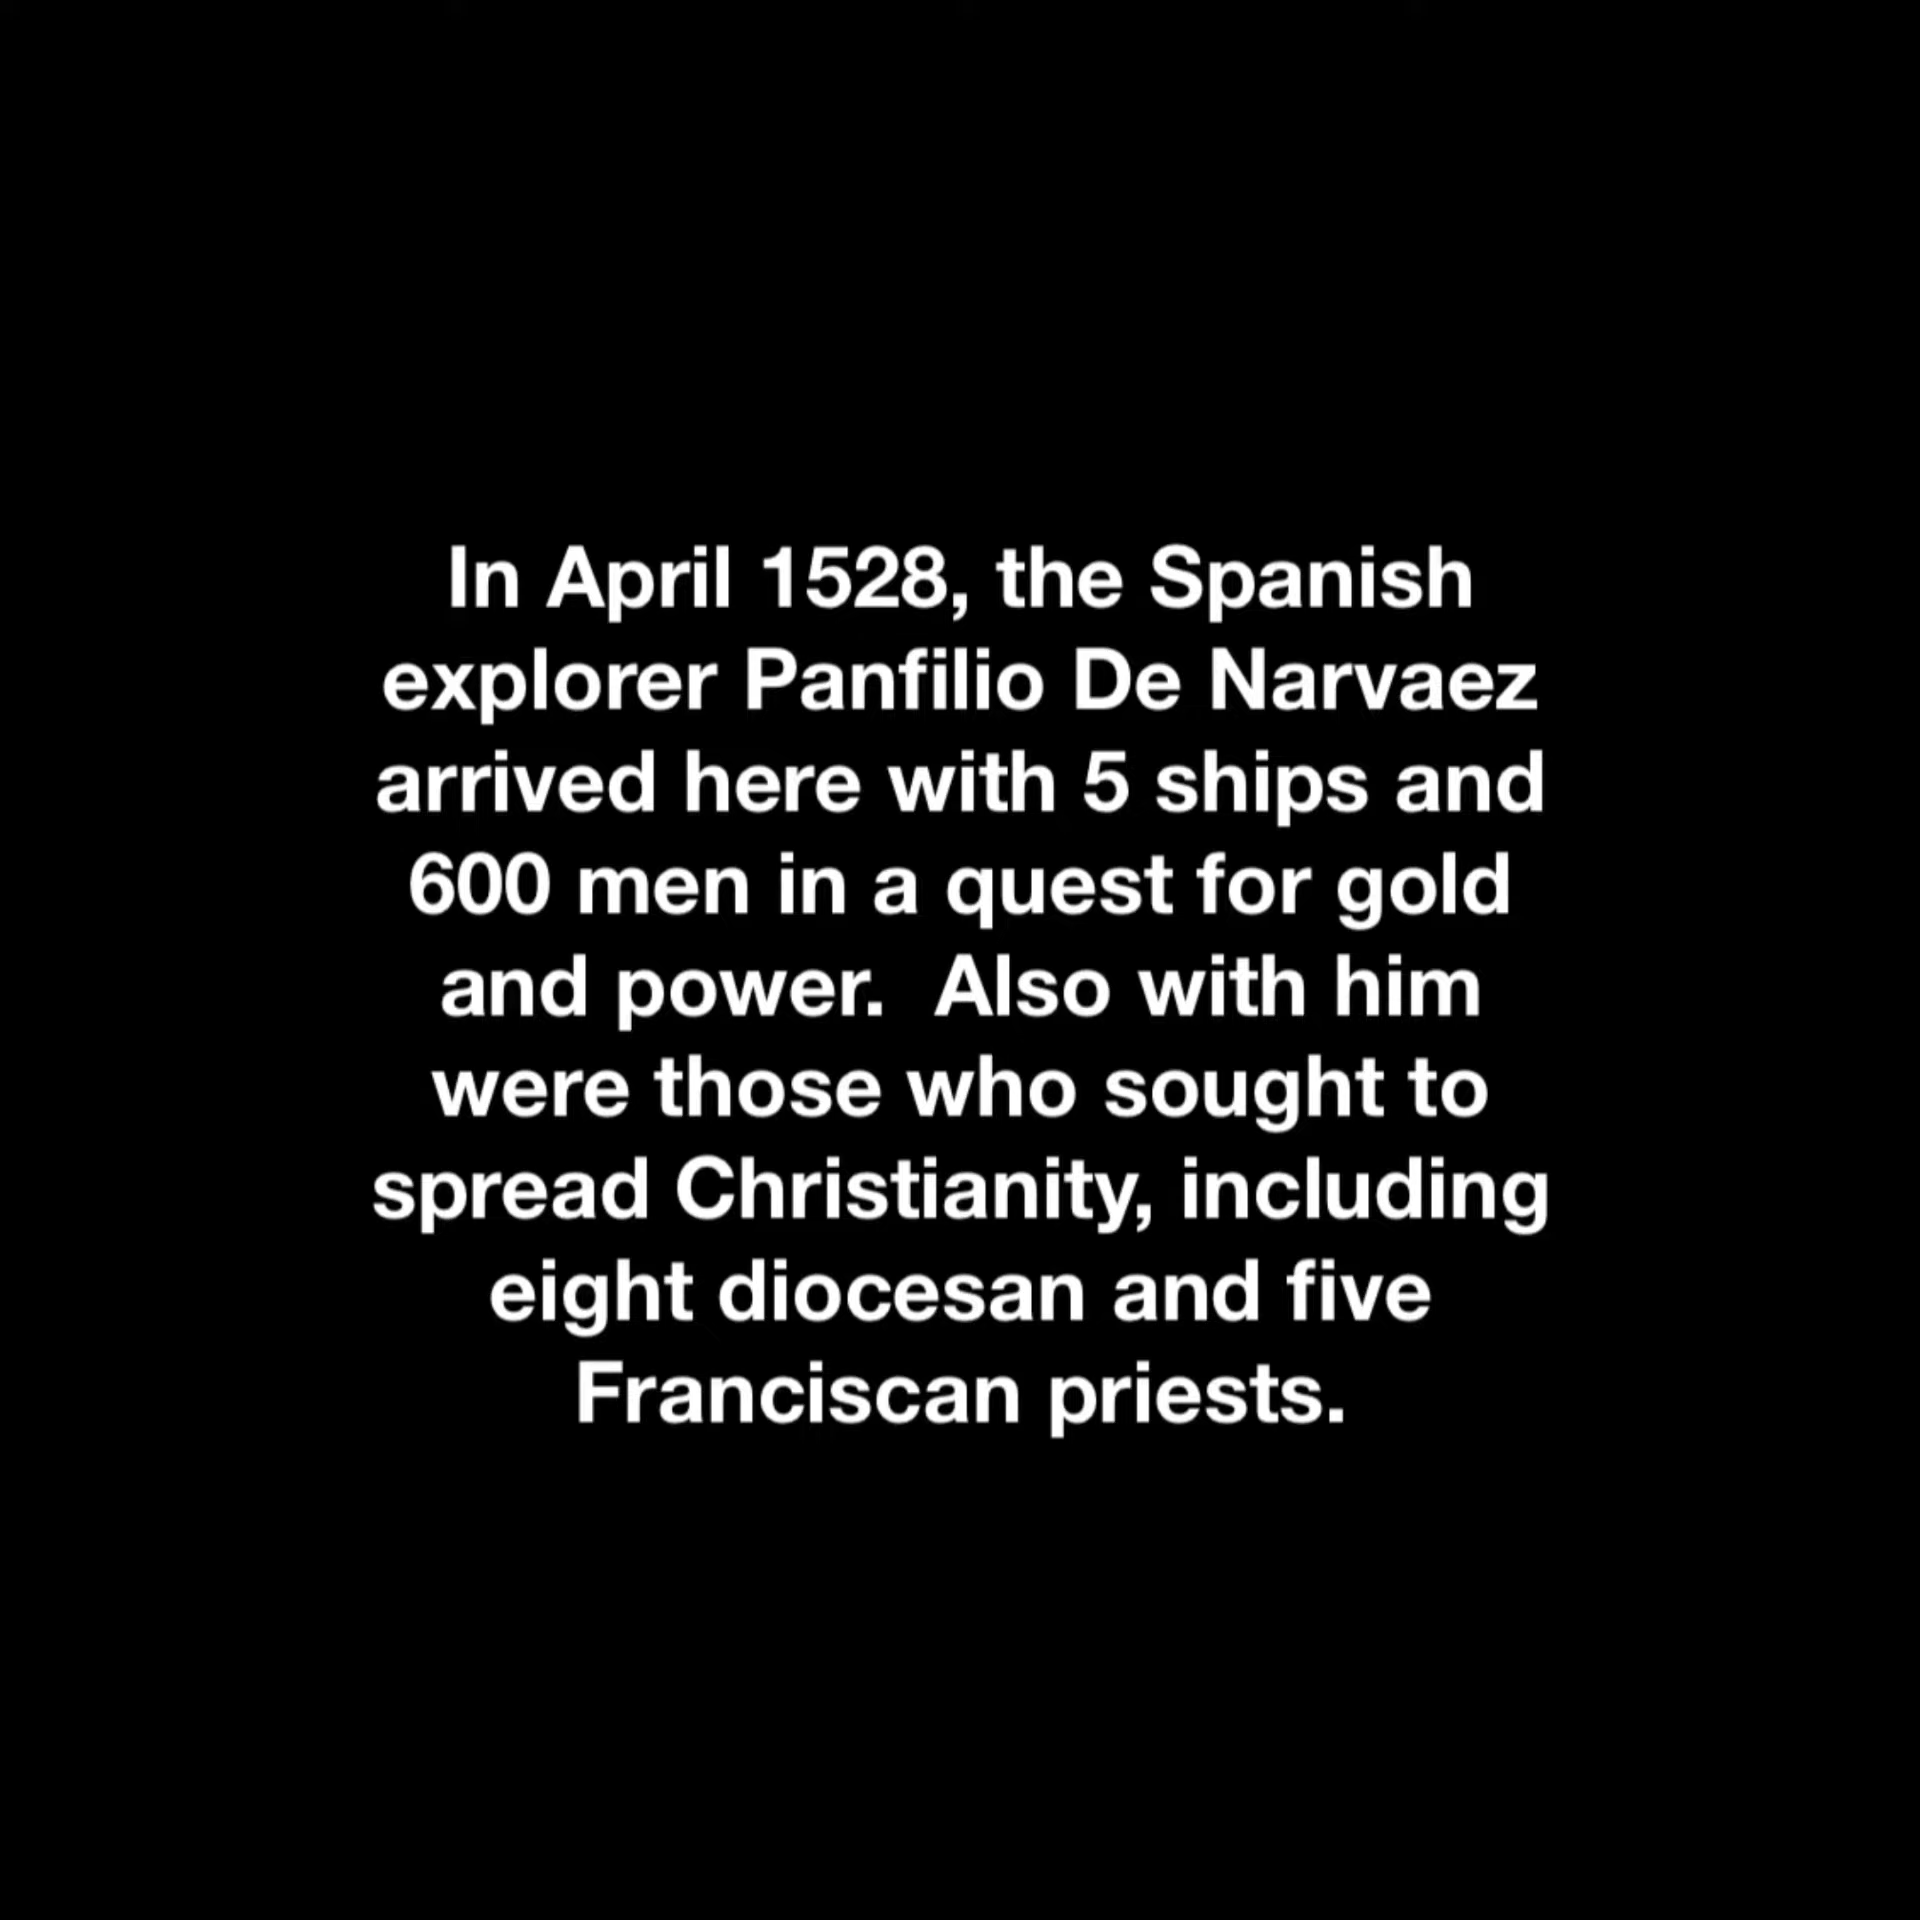 In April 1528, the Spanish
explorer Panfilio De Narvaez
arrived here with 5 ships and
600 men in a quest for gold
and power.  Also with him
were those who sought to
spread Christianity, including
eight diocesan and five
Franciscan priests.